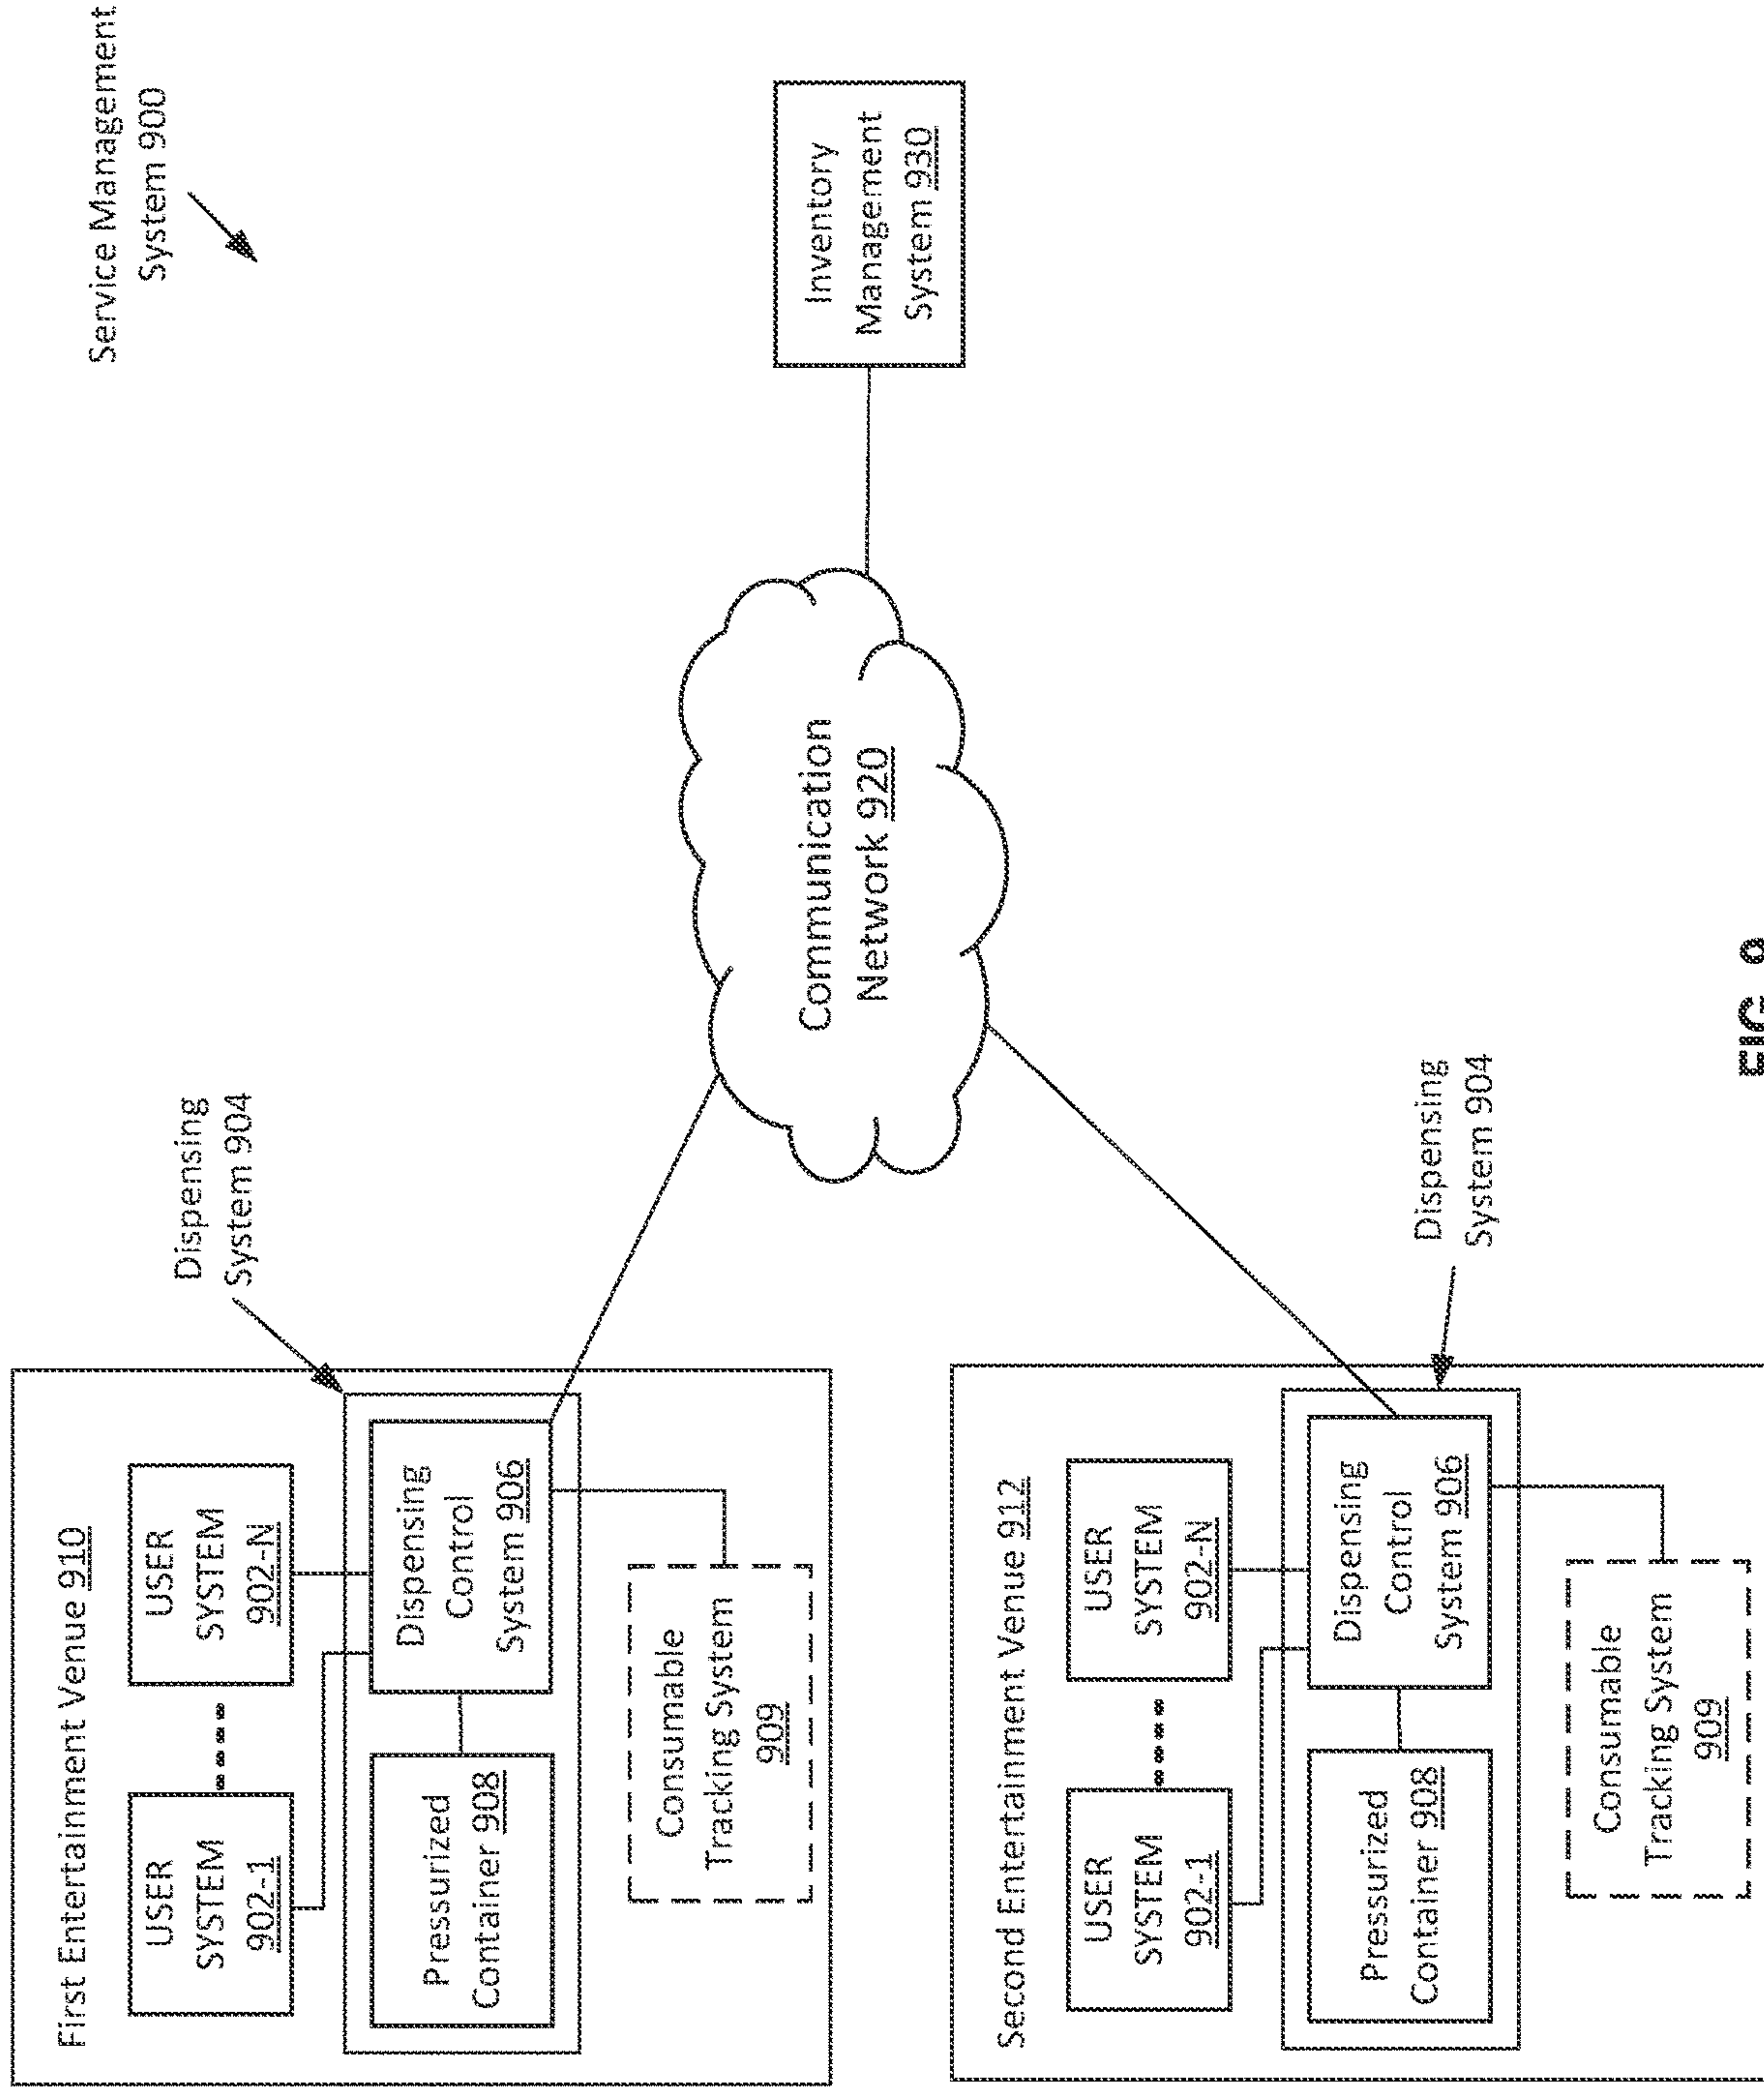 Service Management
System 900
First Entertainment Venue 910
USER
SYSTEM
902-1
USER
SYSTEM
902-N
Dispensing
System 904
Pressurized
Container 908
Dispensing
Control
System 906
Consumable
Tracking System
909
Communication
Network 920
Inventory
Management
System 930
Second Entertainment Venue 912
USER
SYSTEM
902-1
USER
SYSTEM
902-N
Dispensing
System 904
Pressurized
Container 908
Dispensing
Control
System 906
Consumable
Tracking System
909
FIG. 9